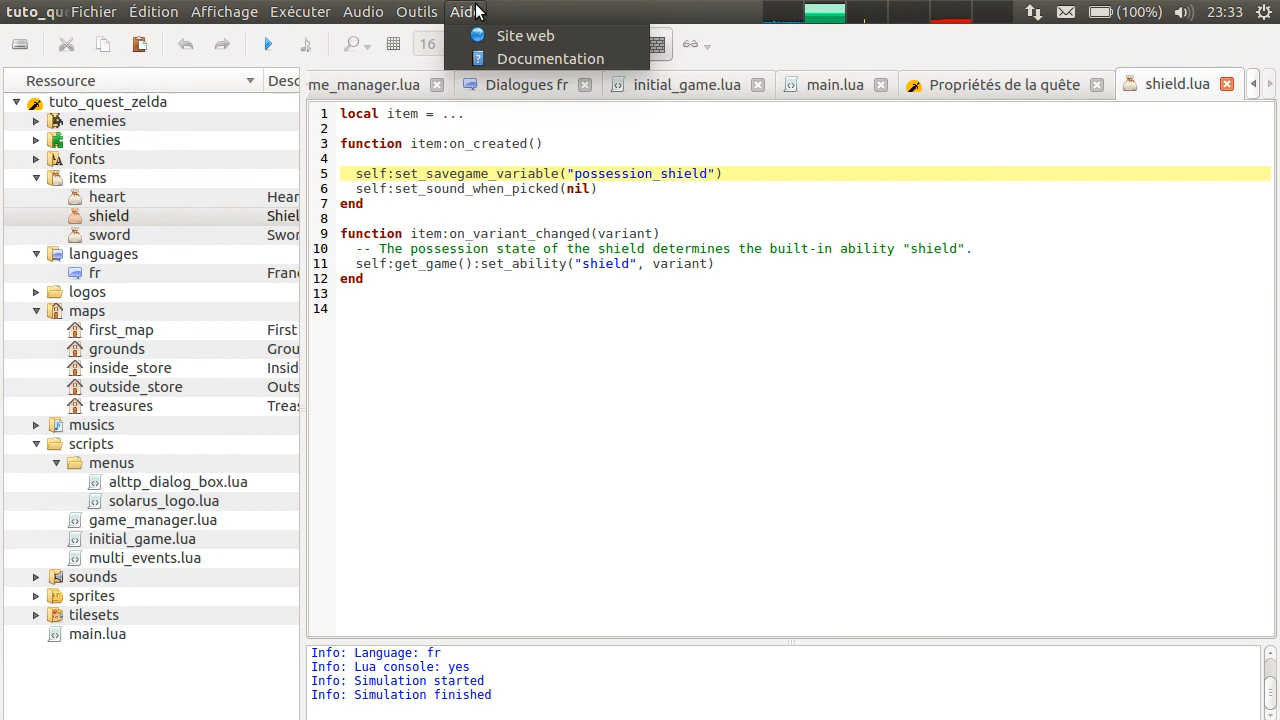 tuto_qu
Fichier
Édition
Affichage
Exécuter
Audio
Outils
Aide
(100%)
23:33
Site web
Documentation
16
Ressource
Desc
me_manager.lua
Dialogues fr
initial_game.lua
main.lua
Propriétés de la quête
shield.lua
tuto_quest_zelda
enemies
entities
fonts
items
heart Hear
shield Shiel
sword Swo
languages
fr Franc
logos
maps
first_map First
grounds Grou
inside_store Insid
outside_store Outs
treasures Treas
musics
scripts
menus
alttp_dialog_box.lua
solarus_logo.lua
game_manager.lua
initial_game.lua
multi_events.lua
sounds
sprites
tilesets
main.lua
1 local item = ...
2
3 function item:on_created()
4
5 self:set_savegame_variable("possession_shield")
6 self:set_sound_when_picked(nil)
7 end
8
9 function item:on_variant_changed(variant)
10 -- The possession state of the shield determines the built-in ability "shield".
11 self:get_game():set_ability("shield", variant)
12 end
13
14
Info: Language: fr
Info: Lua console: yes
Info: Simulation started
Info: Simulation finished